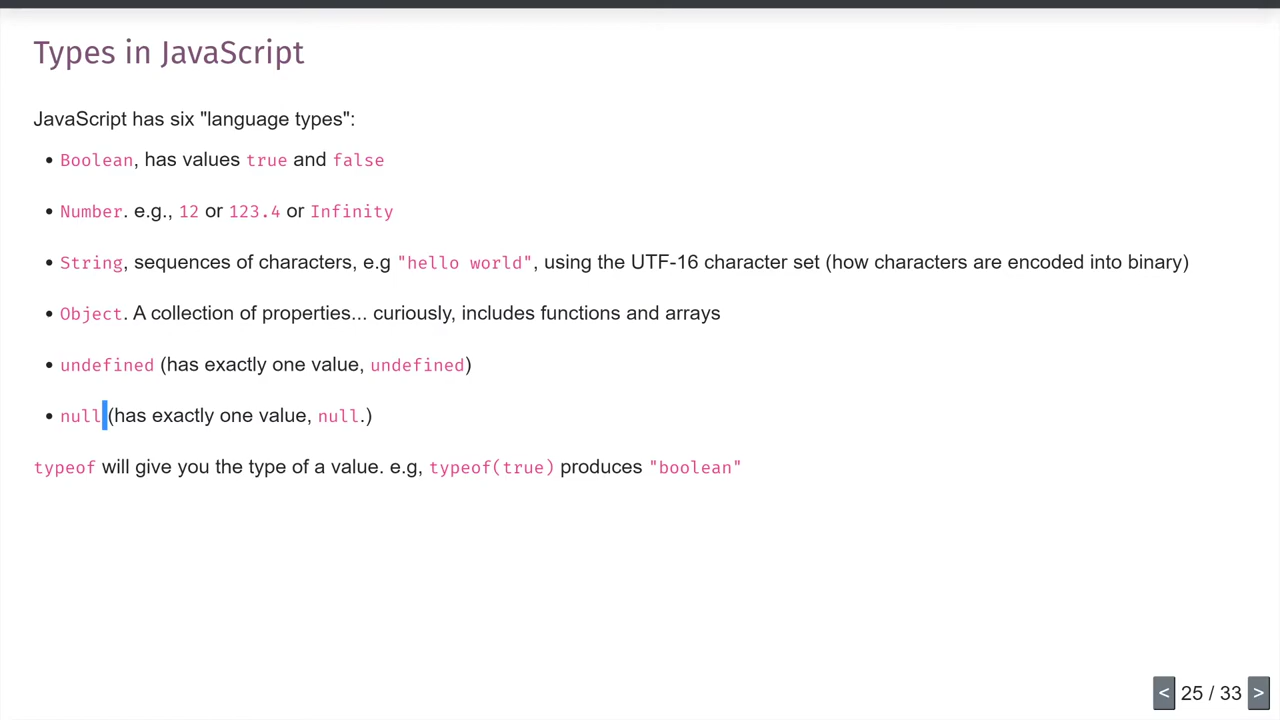 Types in JavaScript
JavaScript has six "language types":
• Boolean, has values true and false
• Number. e.g., 12 or 123.4 or Infinity
• String, sequences of characters, e.g "hello world", using the UTF-16 character set (how characters are encoded into binary)
• Object. A collection of properties... curiously, includes functions and arrays
• undefined (has exactly one value, undefined)
• null (has exactly one value, null.)
typeof will give you the type of a value. e.g, typeof(true) produces "boolean"
< 25 / 33 >